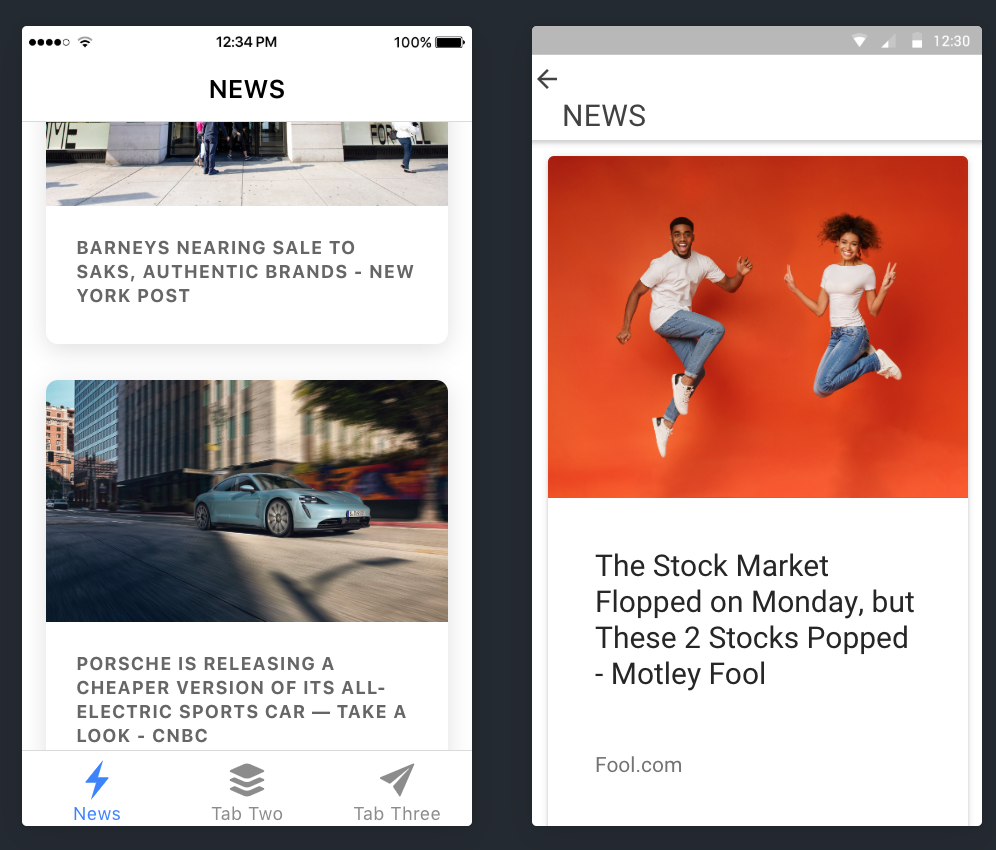 12:34 PM
100%
NEWS
FOR
BARNEYS NEARING SALE TO
SAKS, AUTHENTIC BRANDS - NEW
YORK POST
PORSCHE IS RELEASING A
CHEAPER VERSION OF ITS ALL-
ELECTRIC SPORTS CAR — TAKE A
LOOK - CNBC
News
Tab Two
Tab Three
12:30
NEWS
The Stock Market
Flopped on Monday, but
These 2 Stocks Popped
- Motley Fool
Fool.com